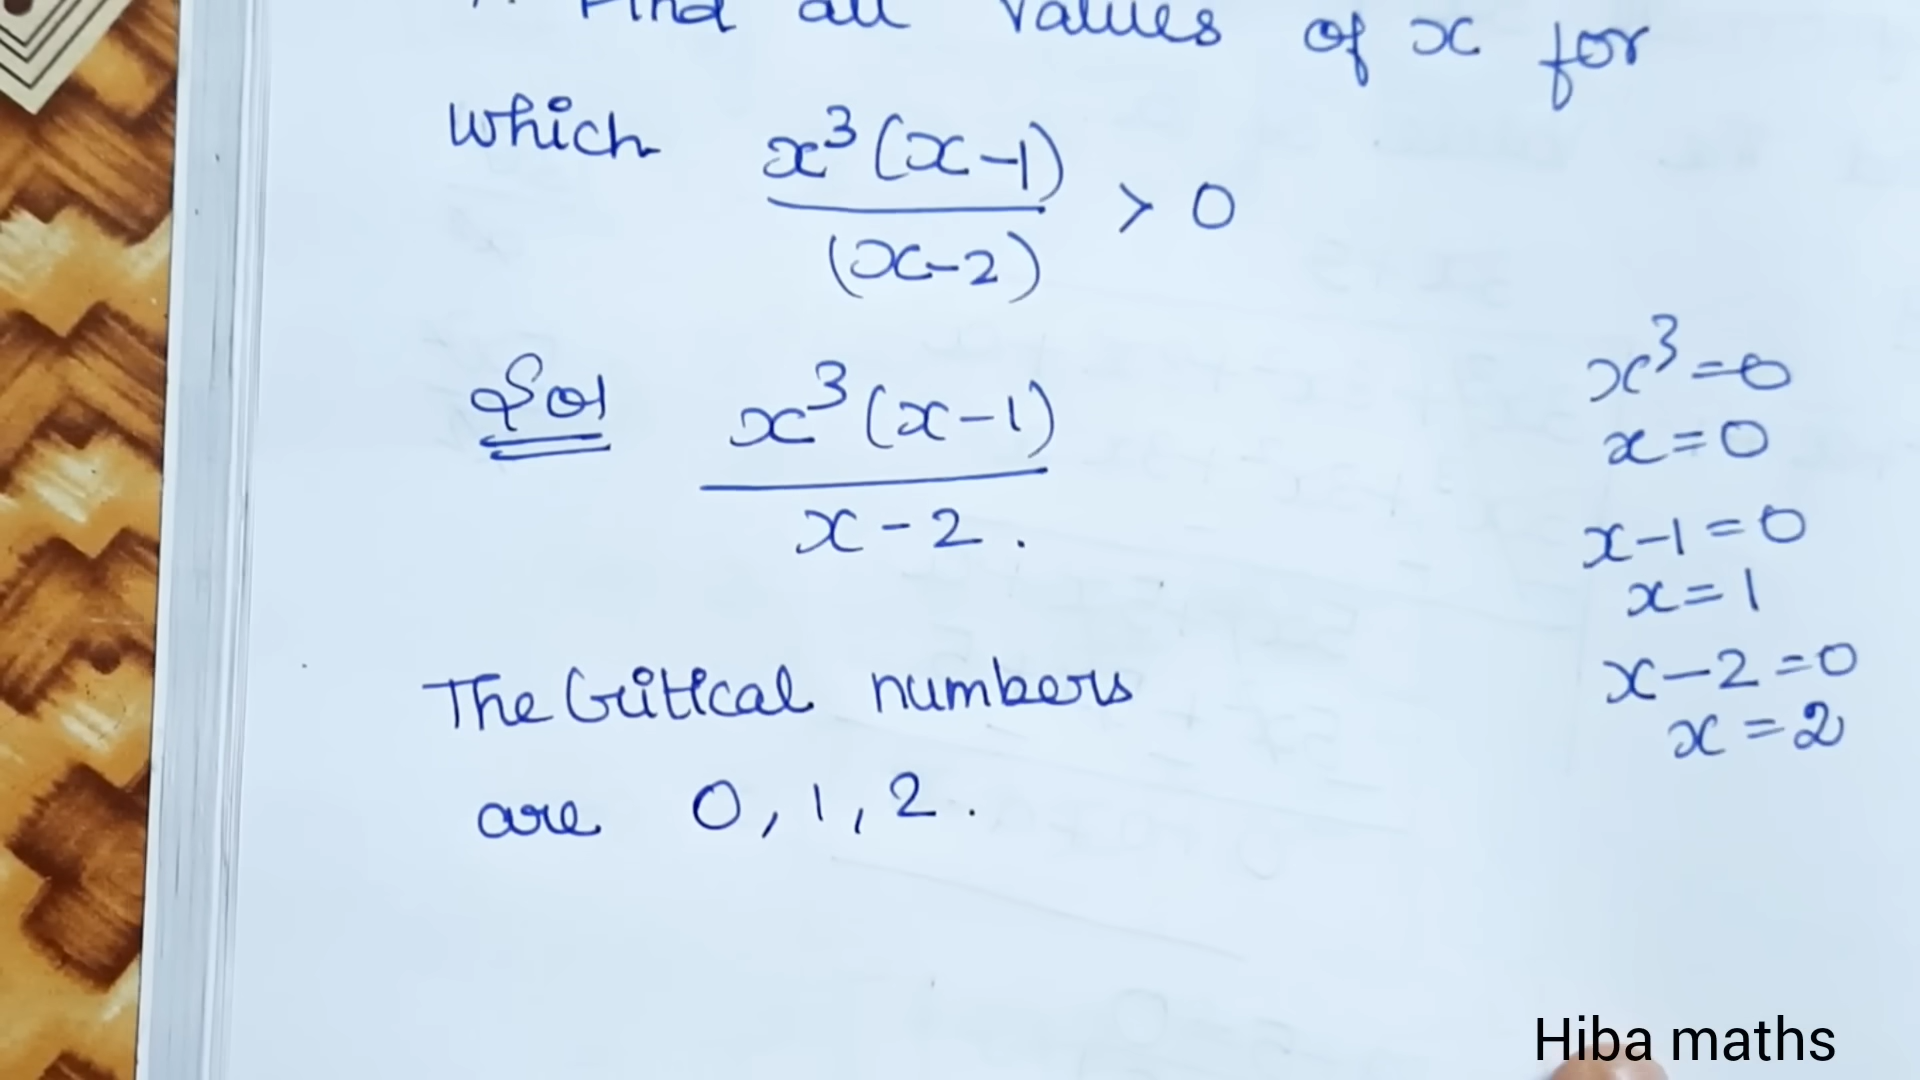 Find all values of x for
which x³(x-1)/(x-2) > 0
Sol x³(x-1)/x-2.
x³=0
x=0
x-1=0
x=1
x-2=0
x=2
The Critical numbers
are 0, 1, 2.
Hiba maths